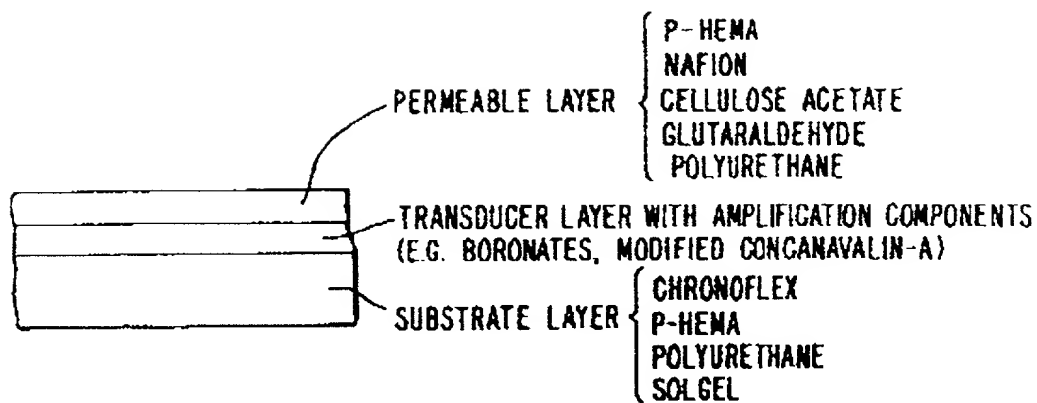 P-HEMA
NAFION
PERMEABLE LAYER
CELLULOSE ACETATE
GLUTARALDEHYDE
POLYURETHANE
TRANSDUCER LAYER WITH AMPLIFICATION COMPONENTS
(E.G. BORONATES, MODIFIED CONCANAVALIN-A)
CHRONOFLEX
SUBSTRATE LAYER
P-HEMA
POLYURETHANE
SOLGEL